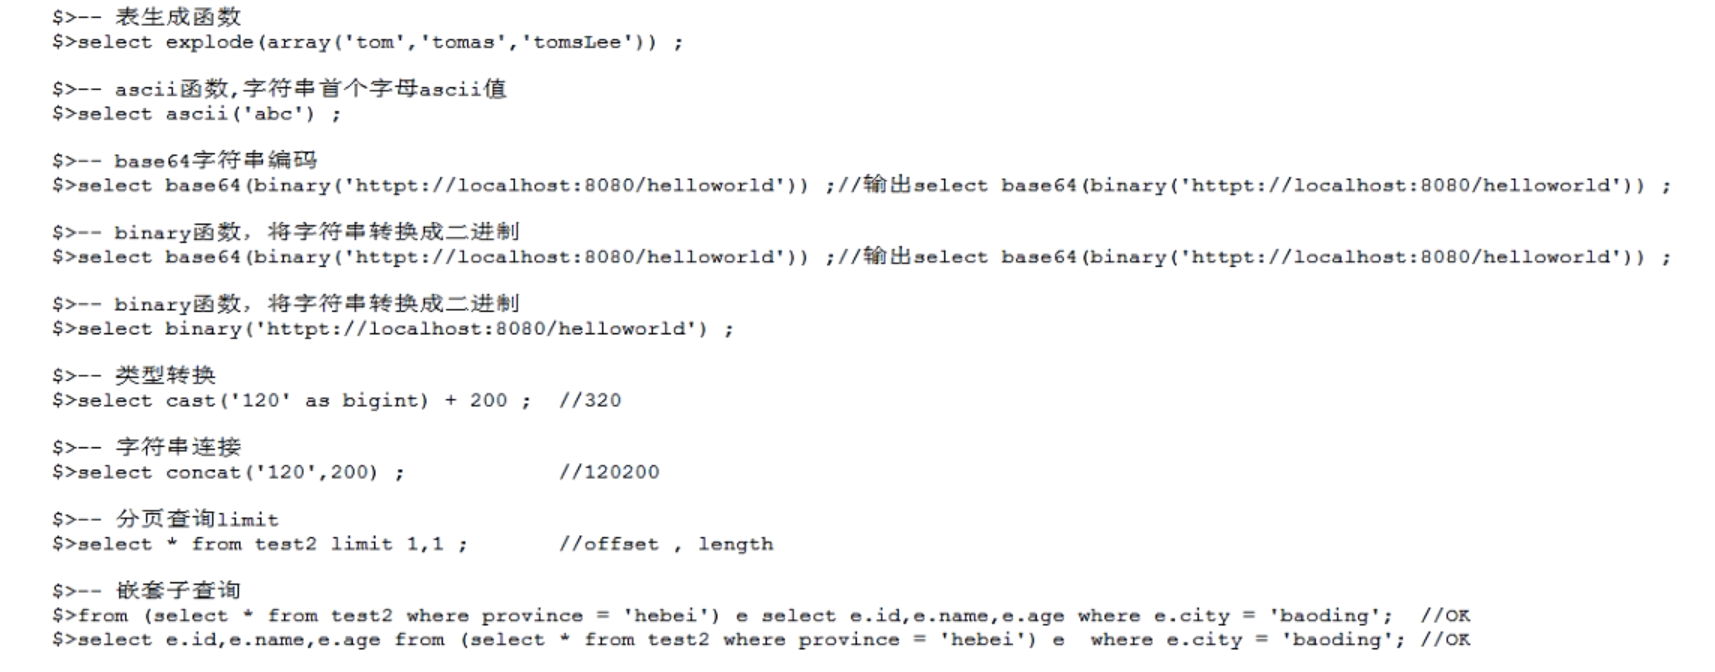 $>-- 表生成函数
$>select explode(array('tom','tomas','tomsLee')) ;
$>-- ascii函数,字符串首个字母ascii值
$>select ascii('abc') ;
$>-- base64字符串编码
$>select base64(binary('httpt://localhost:8080/helloworld')) ;//输出select base64(binary('httpt://localhost:8080/helloworld')) ;
$>-- binary函数，将字符串转换成二进制
$>select base64(binary('httpt://localhost:8080/helloworld')) ;//输出select base64(binary('httpt://localhost:8080/helloworld')) ;
$>-- binary函数，将字符串转换成二进制
$>select binary('httpt://localhost:8080/helloworld') ;
$>-- 类型转换
$>select cast('120' as bigint) + 200 ; //320
$>-- 字符串连接
$>select concat('120',200) ; //120200
$>-- 分页查询limit
$>select * from test2 limit 1,1 ; //offset , length
$>-- 嵌套子查询
$>from (select * from test2 where province = 'hebei') e select e.id,e.name,e.age where e.city = 'baoding'; //OK
$>select e.id,e.name,e.age from (select * from test2 where province = 'hebei') e where e.city = 'baoding'; //OK